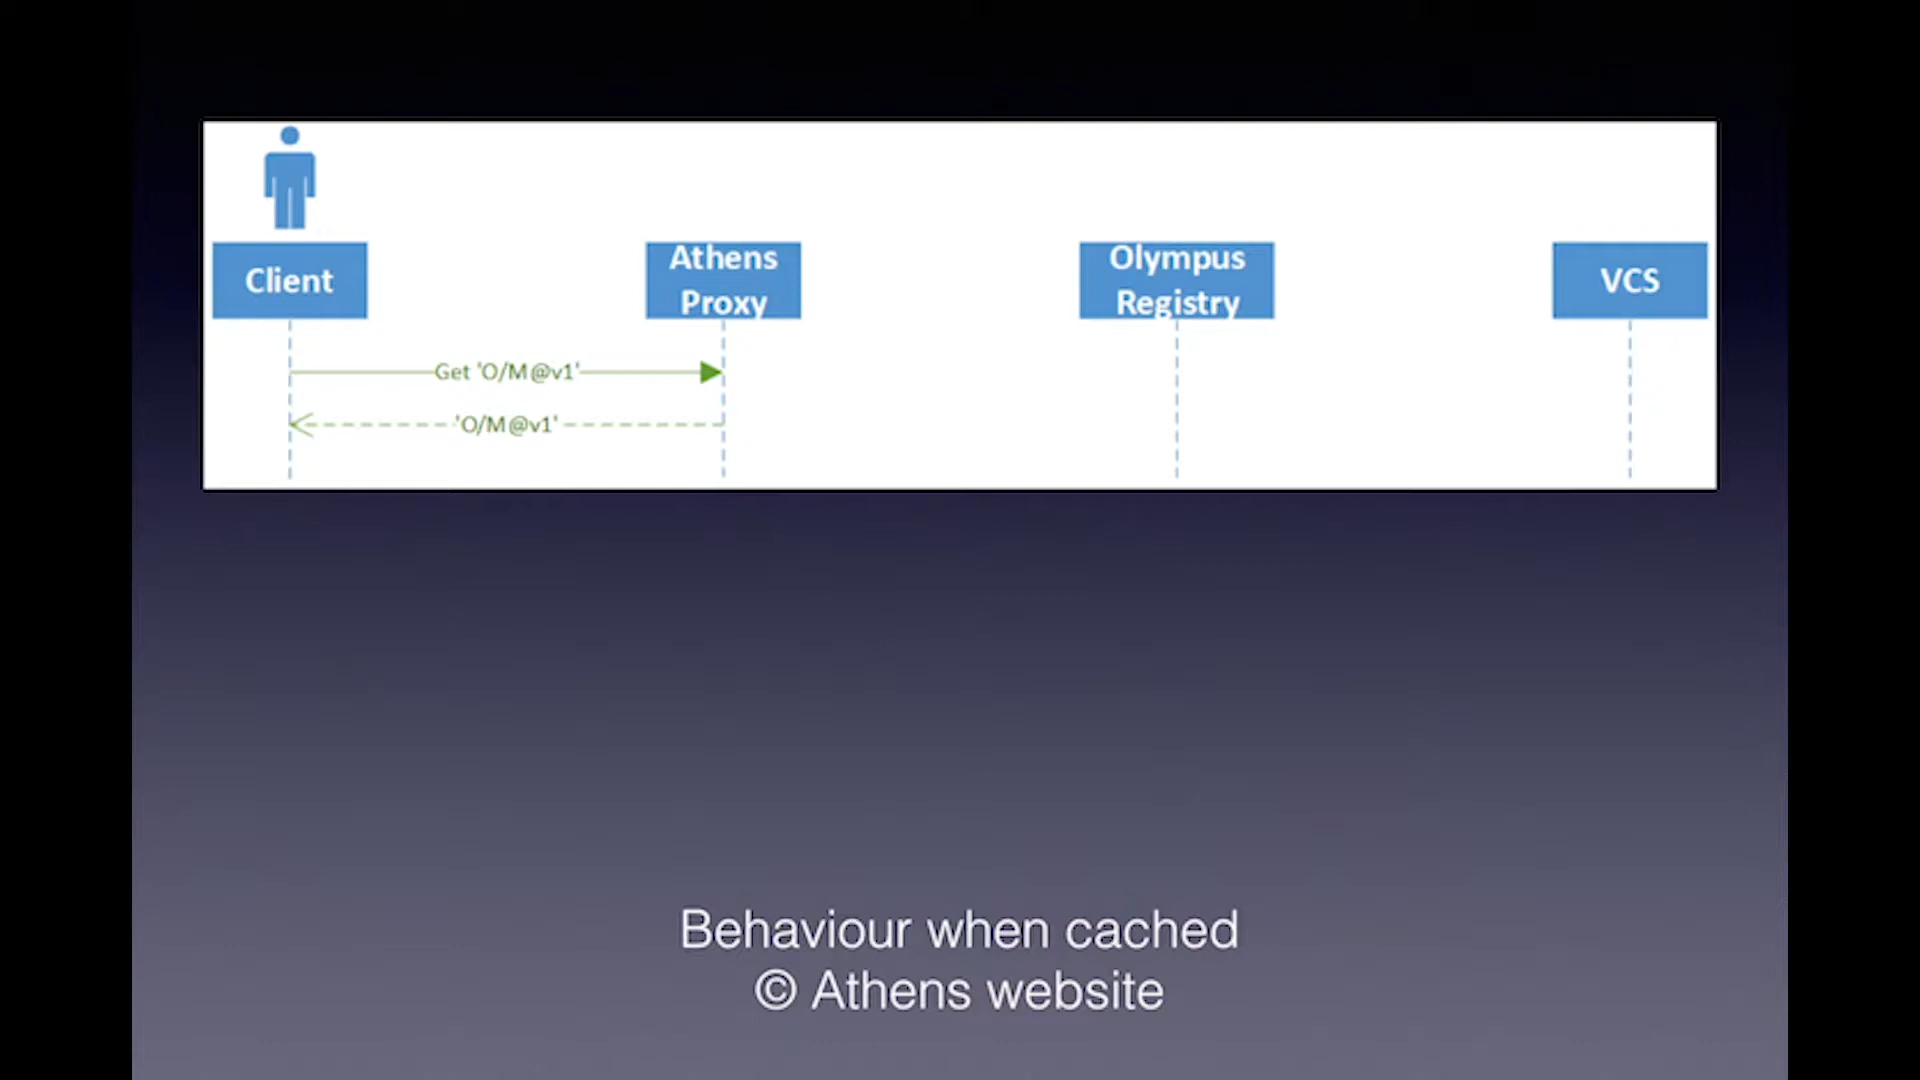 Client
Athens
Proxy
Olympus
Registry
VCS
Get 'O/M@v1'
'O/M@v1'
Behaviour when cached
© Athens website